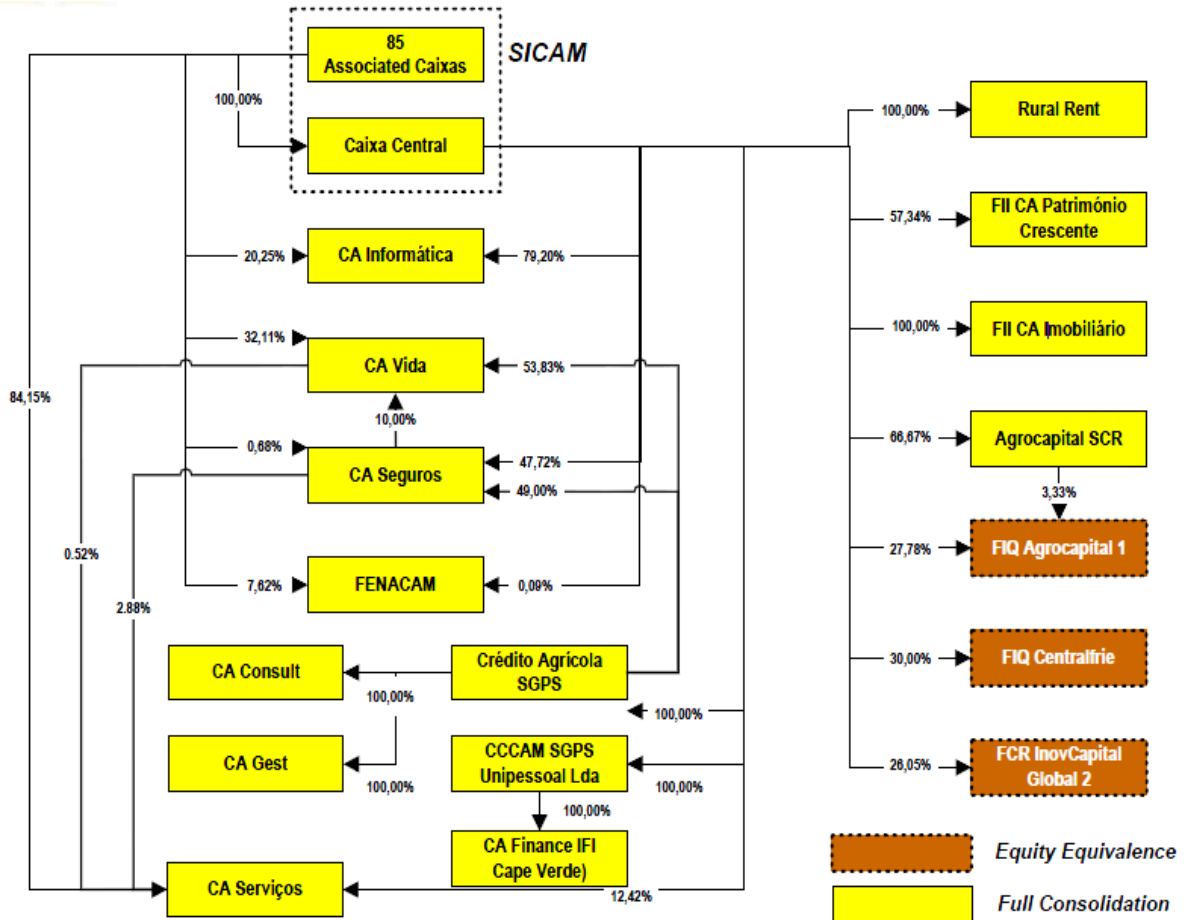 85
Associated Caixas
SICAM
100,00%
Caixa Central
100,00%
Rural Rent
57,34%
FII CA Património
Crescente
20,25%
CA Informática
79,20%
100,00%
FII CA Imobiliário
32,11%
CA Vida
53,83%
84,15%
10,00%
66,67%
Agrocapital SCR
0,68%
CA Seguros
47,72%
49,00%
3,33%
0.52%
27,78%
FIQ Agrocapital 1
2.88%
7,62%
FENACAM
0,09%
CA Consult
Crédito Agrícola
SGPS
30,00%
FIQ Centralfrie
100,00%
100,00%
CA Gest
CCCAM SGPS
Unipessoal Lda
26,05%
FCR InovCapital
Global 2
100,00%
100,00%
100,00%
CA Finance IFI
Cape Verde)
Equity Equivalence
CA Serviços
12,42%
Full Consolidation